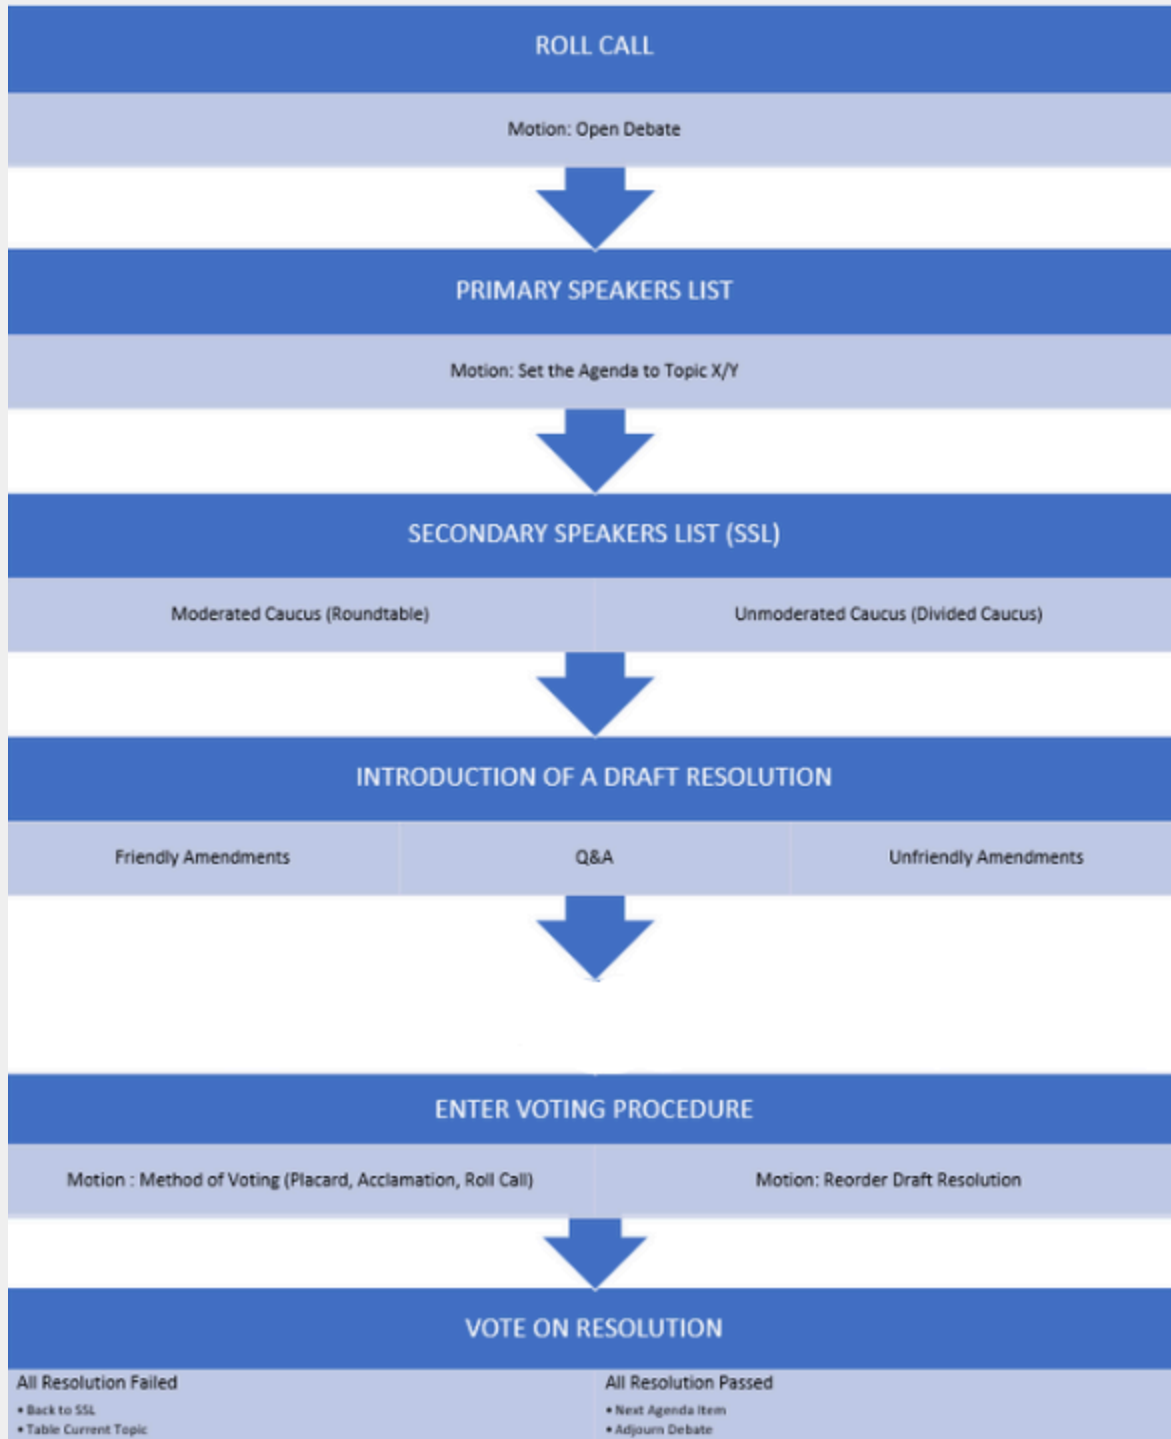 ROLL CALL
Motion: Open Debate
PRIMARY SPEAKERS LIST
Motion: Set the Agenda to Topic X/Y
SECONDARY SPEAKERS LIST (SSL)
Moderated Caucus (Roundtable)
Unmoderated Caucus (Divided Caucus)
INTRODUCTION OF A DRAFT RESOLUTION
Friendly Amendments
Q&A
Unfriendly Amendments
ENTER VOTING PROCEDURE
Motion : Method of Voting (Placard, Acclamation, Roll Call)
Motion: Reorder Draft Resolution
VOTE ON RESOLUTION
All Resolution Failed
• Back to SSL
• Table Current Topic
All Resolution Passed
• Next Agenda Item
• Adjourn Debate